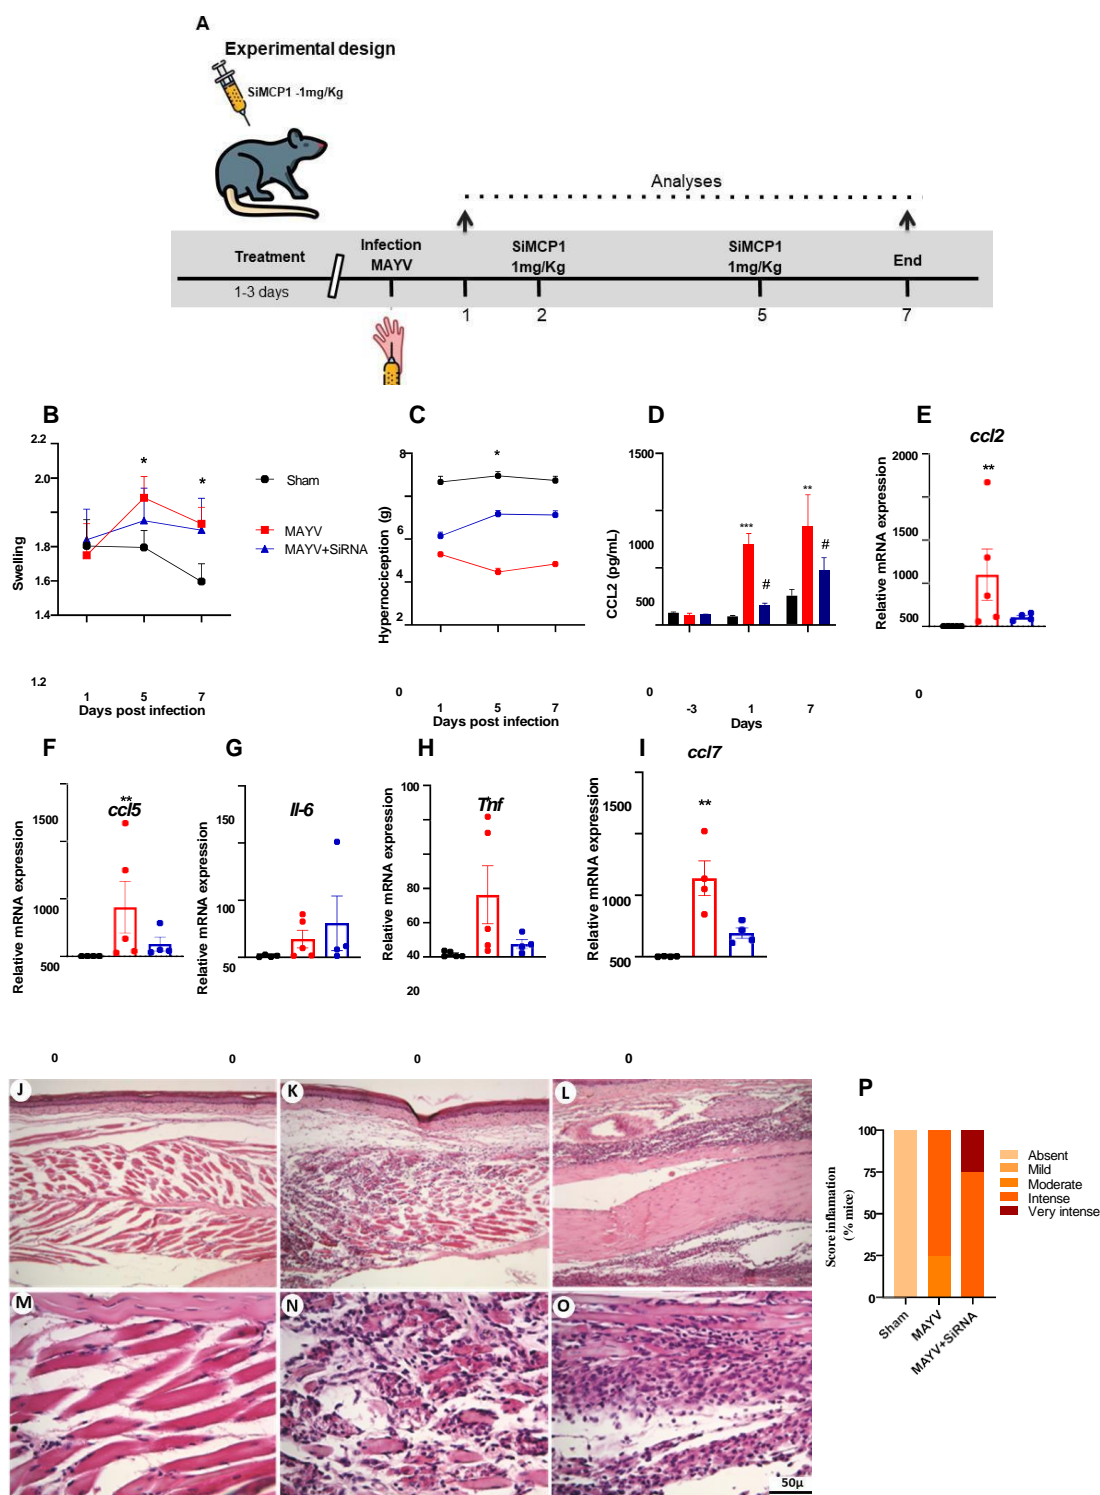 A
Experimental design
SiMCP1 -1mg/Kg
Analyses
Treatment
Infection
MAYV
SiMCP1
1mg/Kg
SiMCP1
1mg/Kg
End
1-3 days
1
2
5
7
B
Swelling
2.2
2.0
1.8
1.6
1.4
1.2
*
*
1
5
7
Days post infection
Sham
MAYV
MAYV+SiRNA
C
Hypernociception (g)
8
6
4
2
0
*
1
5
7
Days post infection
D
CCL2 (pg/mL)
1500
1000
500
0
***
#
**
#
-3
1
7
Days
E
ccl2
Relative mRNA expression
2000
1500
1000
500
0
**
F
ccl5
Relative mRNA expression
1500
1000
500
0
**
G
Il-6
Relative mRNA expression
150
100
50
0
H
Tnf
Relative mRNA expression
100
80
60
40
20
0
I
ccl7
Relative mRNA expression
1500
1000
500
0
**
J
K
L
M
N
O
50µ
P
Score inflamation
(% mice)
100
75
50
25
0
Sham
MAYV
MAYV+SiRNA
Absent
Mild
Moderate
Intense
Very intense